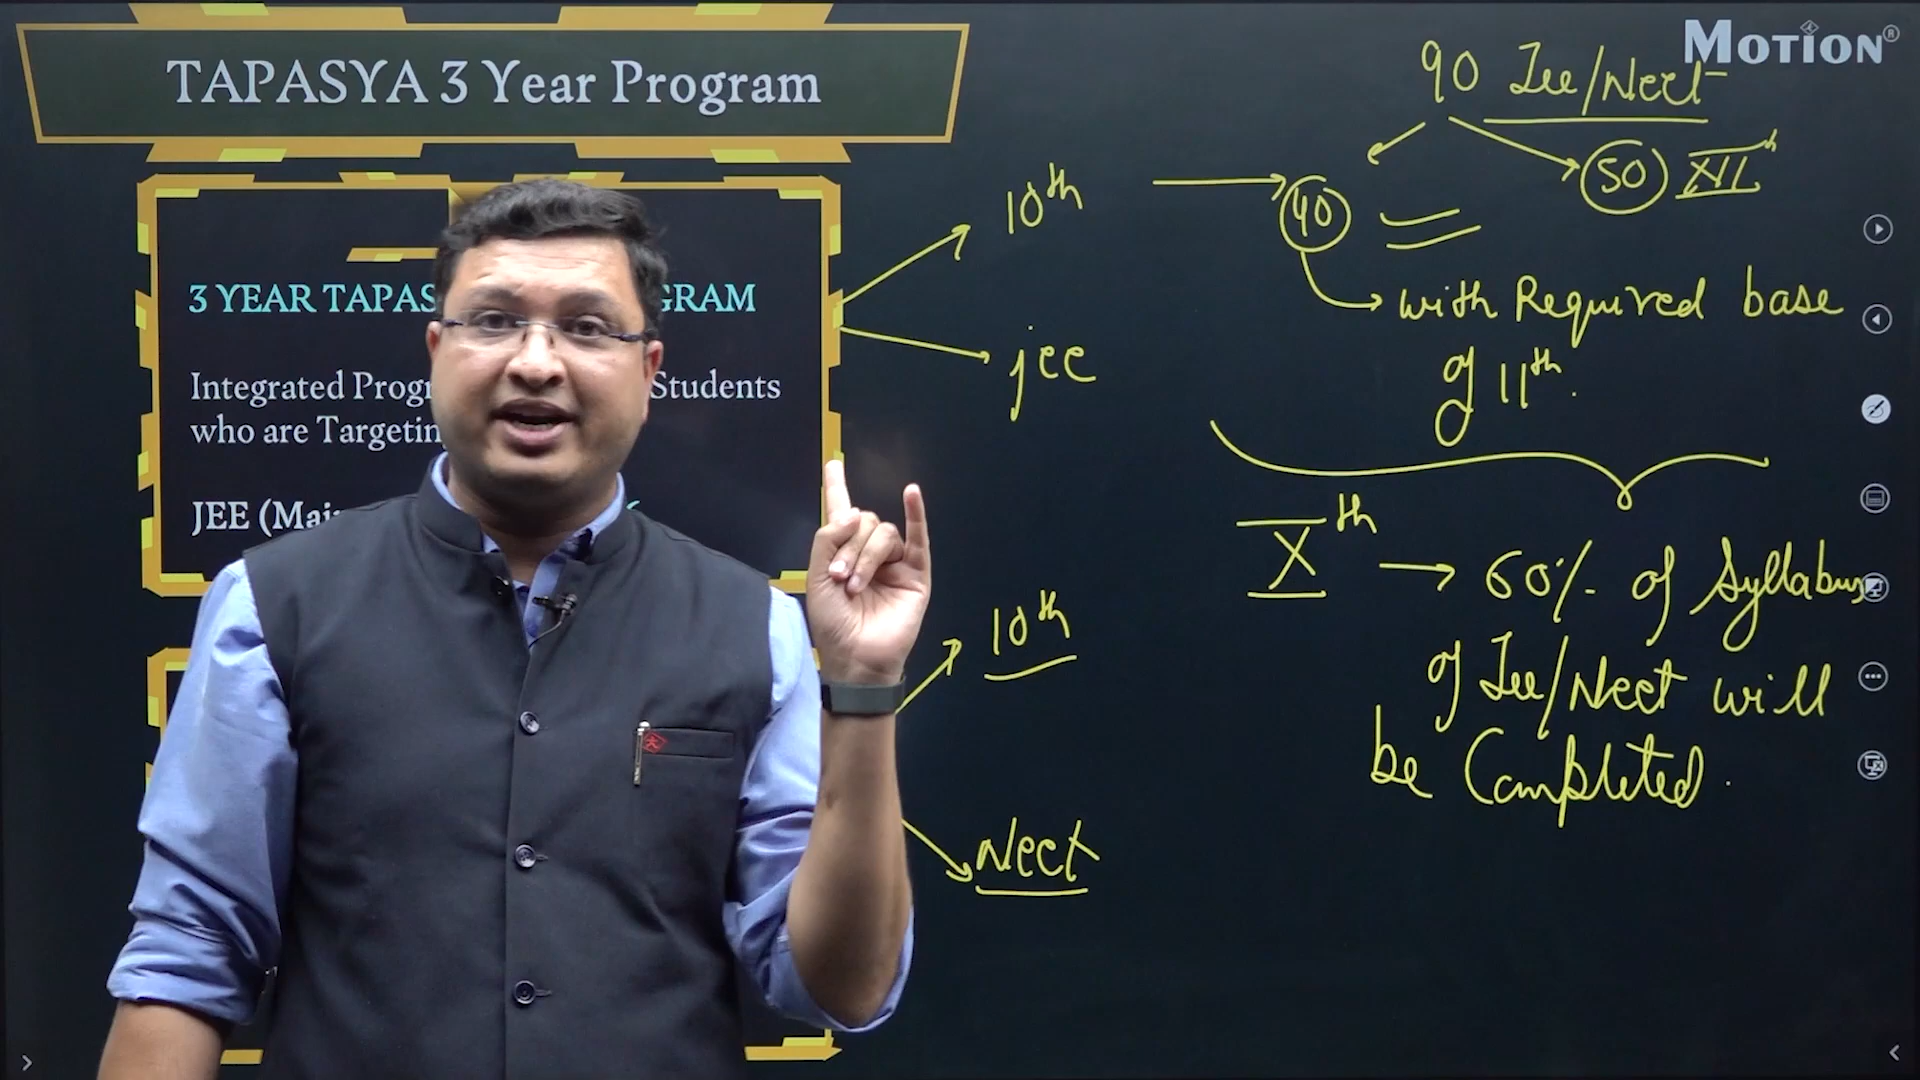 TAPASYA 3 Year Program
MOTION®
90 Jee/Neet
40
50 XII
10th
jee
with Required base
of 11th.
3 YEAR TAPAS GRAM
Integrated Progr Students
who are Targetin
JEE (Mai
Xth → 60% of Syllabus
of Jee/Neet will
be Completed.
10th
Neet